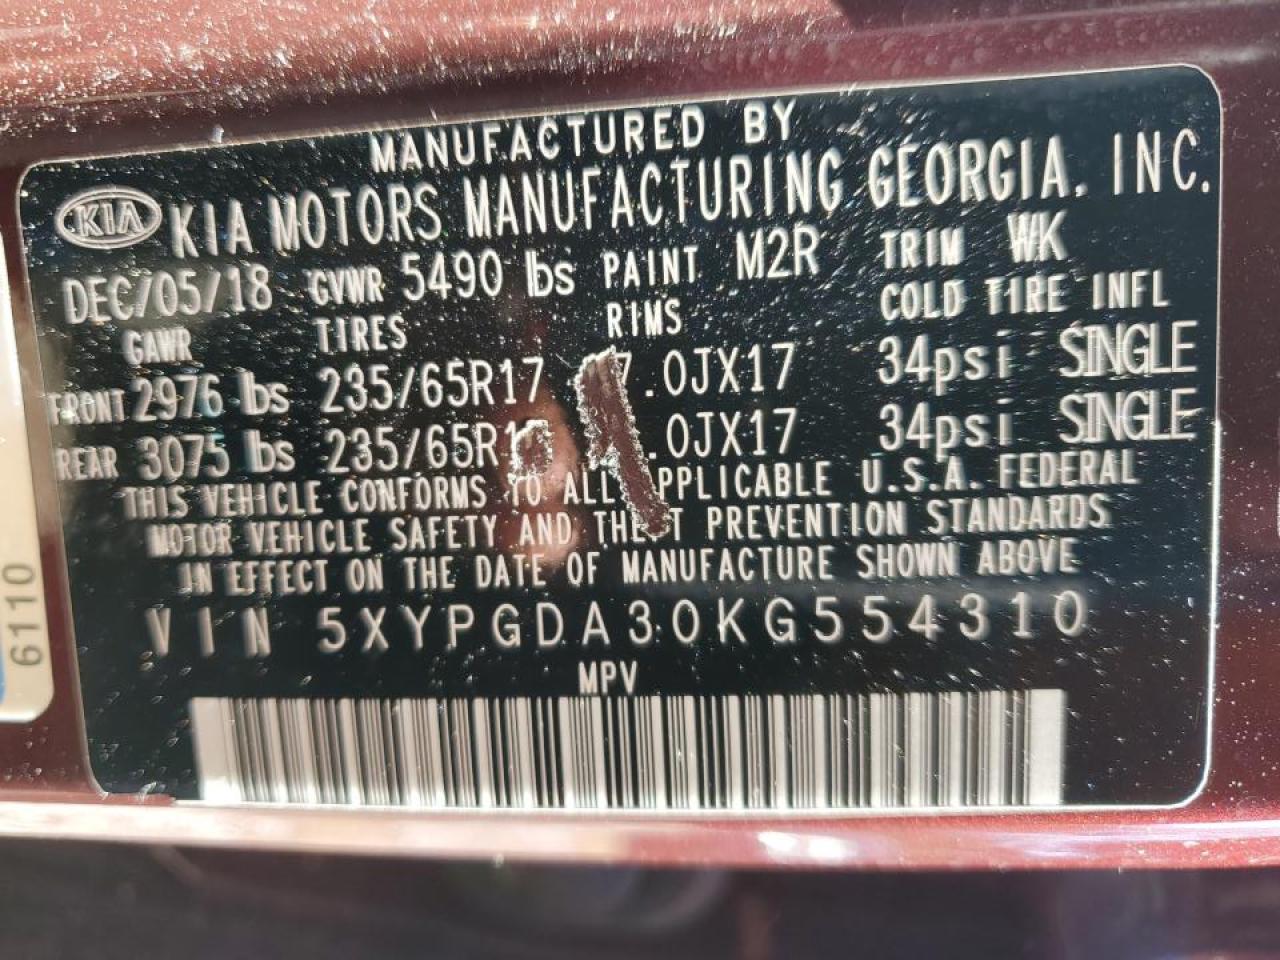 MANUFACTURED BY
KIA KIA MOTORS MANUFACTURING GEORGIA, INC.
DEC/05/18 GVWR 5490 lbs PAINT M2R TRIM WK
GAWR TIRES RIMS COLD TIRE INFL
FRONT 2976 lbs 235/65R17 7.0JX17 34psi SINGLE
REAR 3075 lbs 235/65R1 .0JX17 34psi SINGLE
THIS VEHICLE CONFORMS TO ALL PPLICABLE U.S.A. FEDERAL
MOTOR VEHICLE SAFETY AND THEFT PREVENTION STANDARDS
IN EFFECT ON THE DATE OF MANUFACTURE SHOWN ABOVE
VIN 5XYPGDA30KG554310
MPV
6110